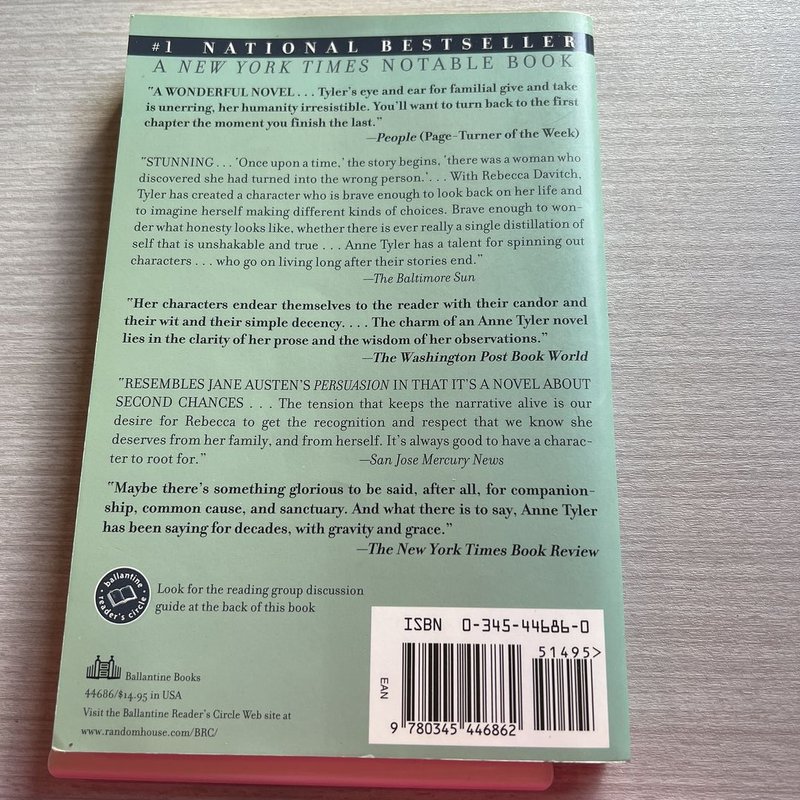 #1 NATIONAL BESTSELLER
A NEW YORK TIMES NOTABLE BOOK
"A WONDERFUL NOVEL . . . Tyler's eye and ear for familial give and take
is unerring, her humanity irresistible. You'll want to turn back to the first
chapter the moment you finish the last."
—People (Page-Turner of the Week)
"STUNNING . . . 'Once upon a time,' the story begins, 'there was a woman who
discovered she had turned into the wrong person.'. . . With Rebecca Davitch,
Tyler has created a character who is brave enough to look back on her life and
to imagine herself making different kinds of choices. Brave enough to won-
der what honesty looks like, whether there is ever really a single distillation of
self that is unshakable and true . . . Anne Tyler has a talent for spinning out
characters . . . who go on living long after their stories end."
—The Baltimore Sun
"Her characters endear themselves to the reader with their candor and
their wit and their simple decency. . . . The charm of an Anne Tyler novel
lies in the clarity of her prose and the wisdom of her observations."
—The Washington Post Book World
"RESEMBLES JANE AUSTEN'S PERSUASION IN THAT IT'S A NOVEL ABOUT
SECOND CHANCES . . . The tension that keeps the narrative alive is our
desire for Rebecca to get the recognition and respect that we know she
deserves from her family, and from herself. It's always good to have a charac-
ter to root for." —San Jose Mercury News
"Maybe there's something glorious to be said, after all, for companion-
ship, common cause, and sanctuary. And what there is to say, Anne Tyler
has been saying for decades, with gravity and grace."
—The New York Times Book Review
ballantine
reader's circle
Look for the reading group discussion
guide at the back of this book
Ballantine Books
44686/$14.95 in USA
Visit the Ballantine Reader's Circle Web site at
www.randomhouse.com/BRC/
ISBN 0-345-44686-0
51495>
EAN
9 780345 446862